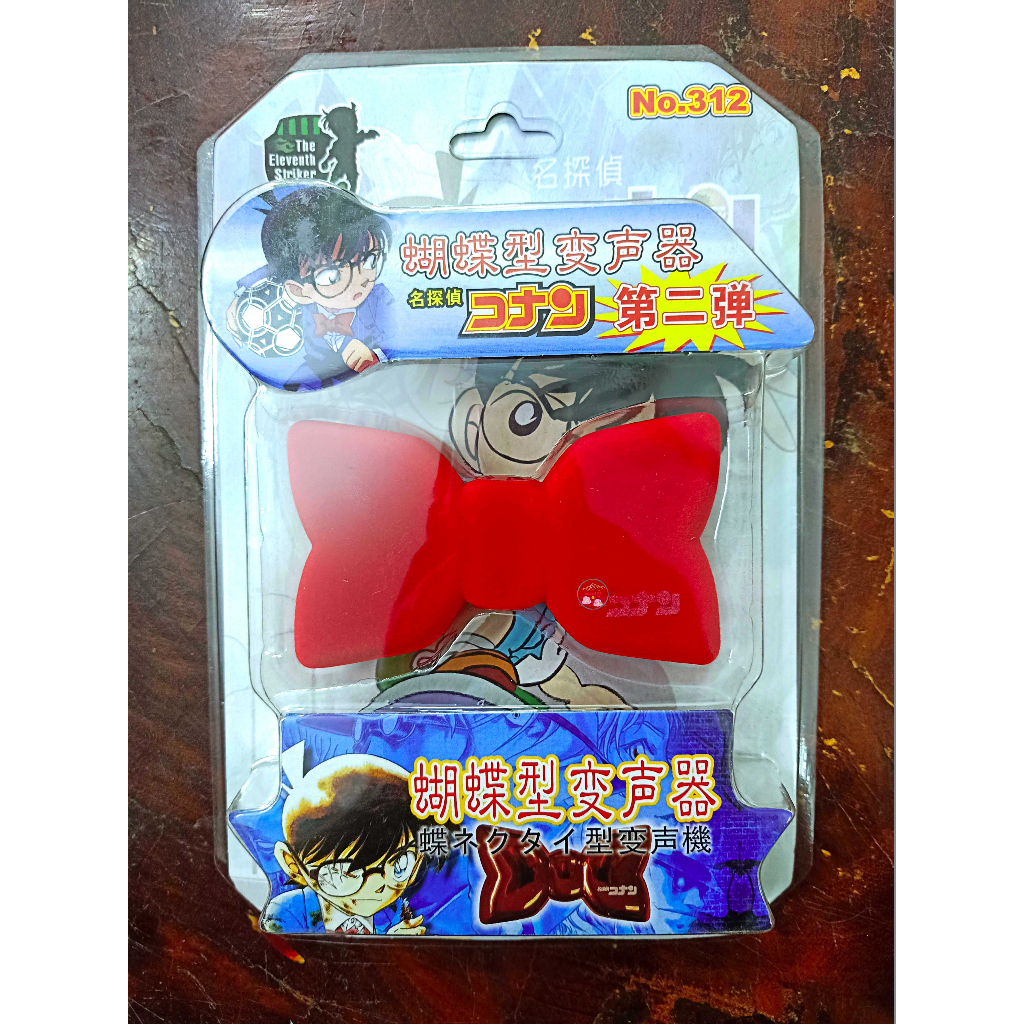 No.312
The
Eleventh
Striker
名探偵
蝴蝶型变声器
名探偵
コナン
第二弹
コナン
蝴蝶型变声器
蝶ネクタイ型変声機
コナン